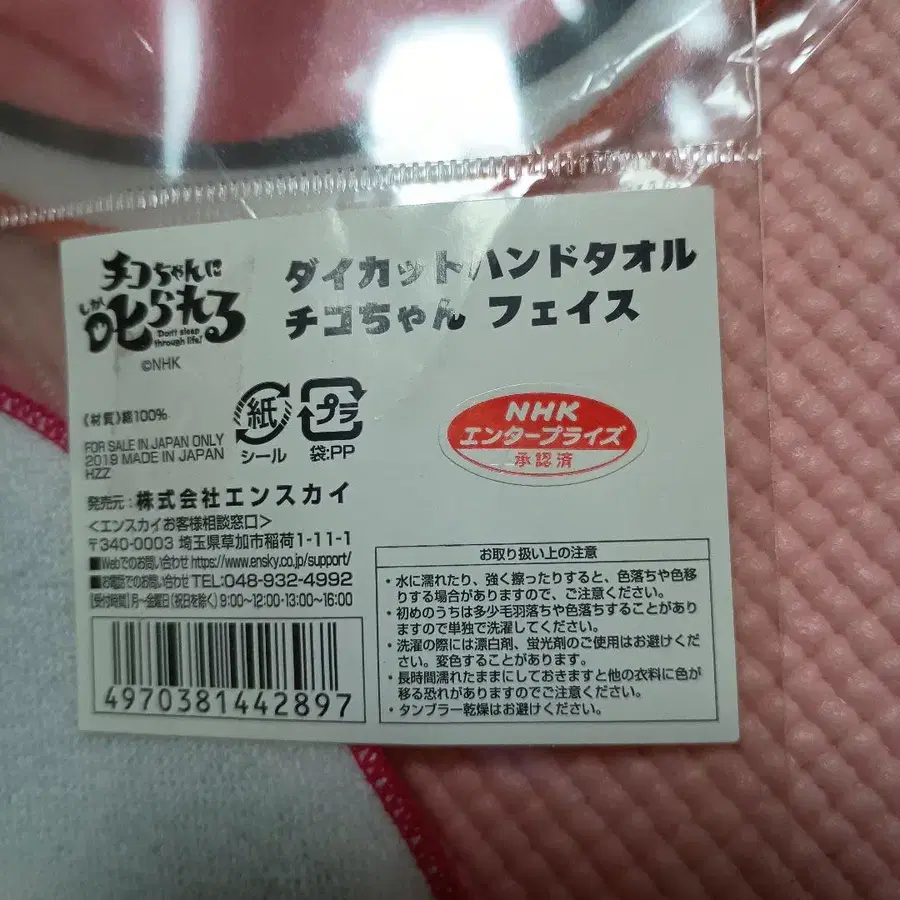 チコちゃんに
しか
叱られる
Don't sleep
through life!
©NHK
ダイカットハンドタオル
チコちゃん フェイス
《材質》綿100%
紙
シール
プラ
袋:PP
NHK
エンタープライズ
承認済
FOR SALE IN JAPAN ONLY
2019 MADE IN JAPAN
HZZ
発売元:株式会社エンスカイ
<エンスカイお客様相談窓口>
〒340-0003 埼玉県草加市稲荷1-11-1
■Webでのお問い合わせ https://www.ensky.co.jp/support/
■お電話でのお問い合わせ TEL:048-932-4992
【受付時間】月〜金曜日(祝日を除く) 9:00〜12:00・13:00〜16:00
4970381442897
お取り扱い上の注意
・水に濡れたり、強く擦ったりすると、色落ちや色移
りする場合がありますので、ご注意ください。
・初めのうちは多少毛羽落ちや色落ちすることがあり
ますので単独で洗濯してください。
・洗濯の際には漂白剤、蛍光剤のご使用はお避けくだ
さい。変色することがあります。
・長時間濡れたままにしておきますと他の衣料に色が
移る恐れがありますのでご注意ください。
・タンブラー乾燥はお避けください。